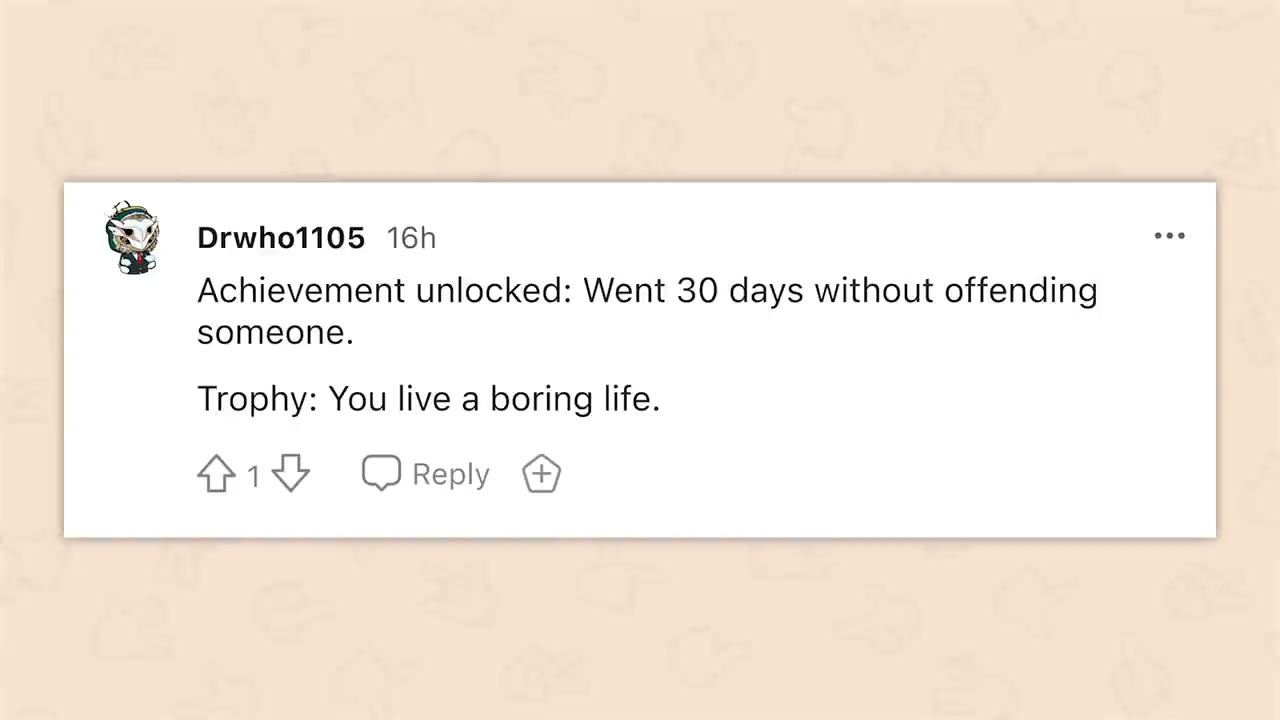 Drwho1105 16h
Achievement unlocked: Went 30 days without offending
someone.
Trophy: You live a boring life.
1 Reply